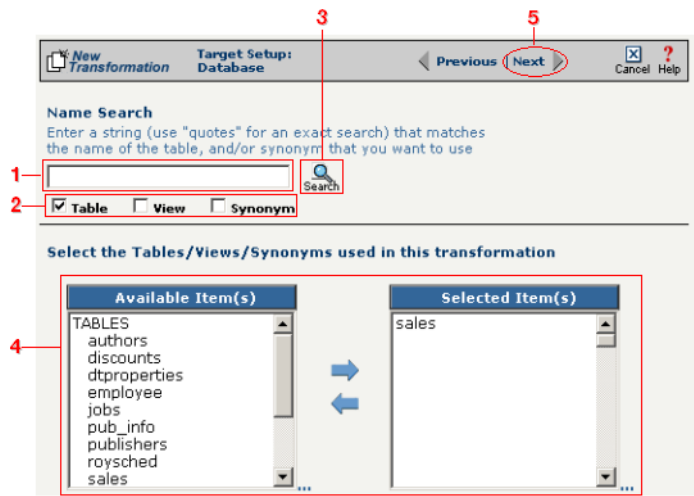 3
5
New Transformation
Target Setup: Database
Previous | Next
Cancel
Help
Name Search
Enter a string (use "quotes" for an exact search) that matches
the name of the table, and/or synonym that you want to use
1
Search
2
Table View Synonym
Select the Tables/Views/Synonyms used in this transformation
Available Item(s)
Selected Item(s)
4
TABLES
authors
discounts
dtproperties
employee
jobs
pub_info
publishers
roysched
sales
...
sales
...